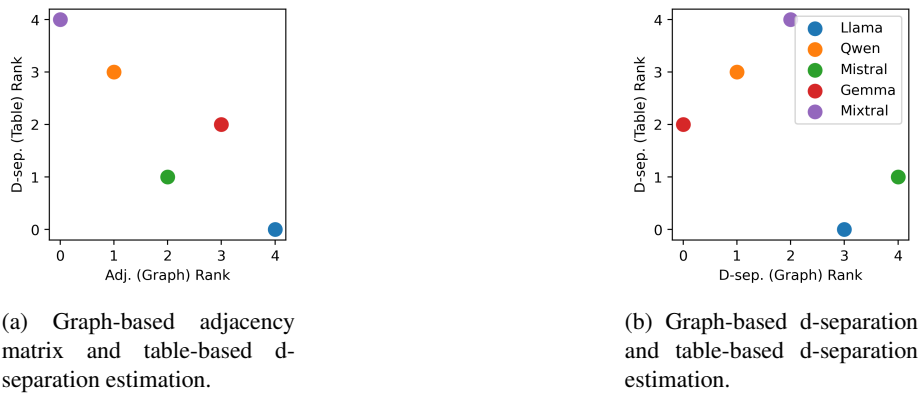 4
3
2
1
0
D-sep. (Table) Rank
0 1 2 3 4
Adj. (Graph) Rank
(a) Graph-based adjacency
matrix and table-based d-
separation estimation.
4
3
2
1
0
D-sep. (Table) Rank
Llama
Qwen
Mistral
Gemma
Mixtral
0 1 2 3 4
D-sep. (Graph) Rank
(b) Graph-based d-separation
and table-based d-separation
estimation.